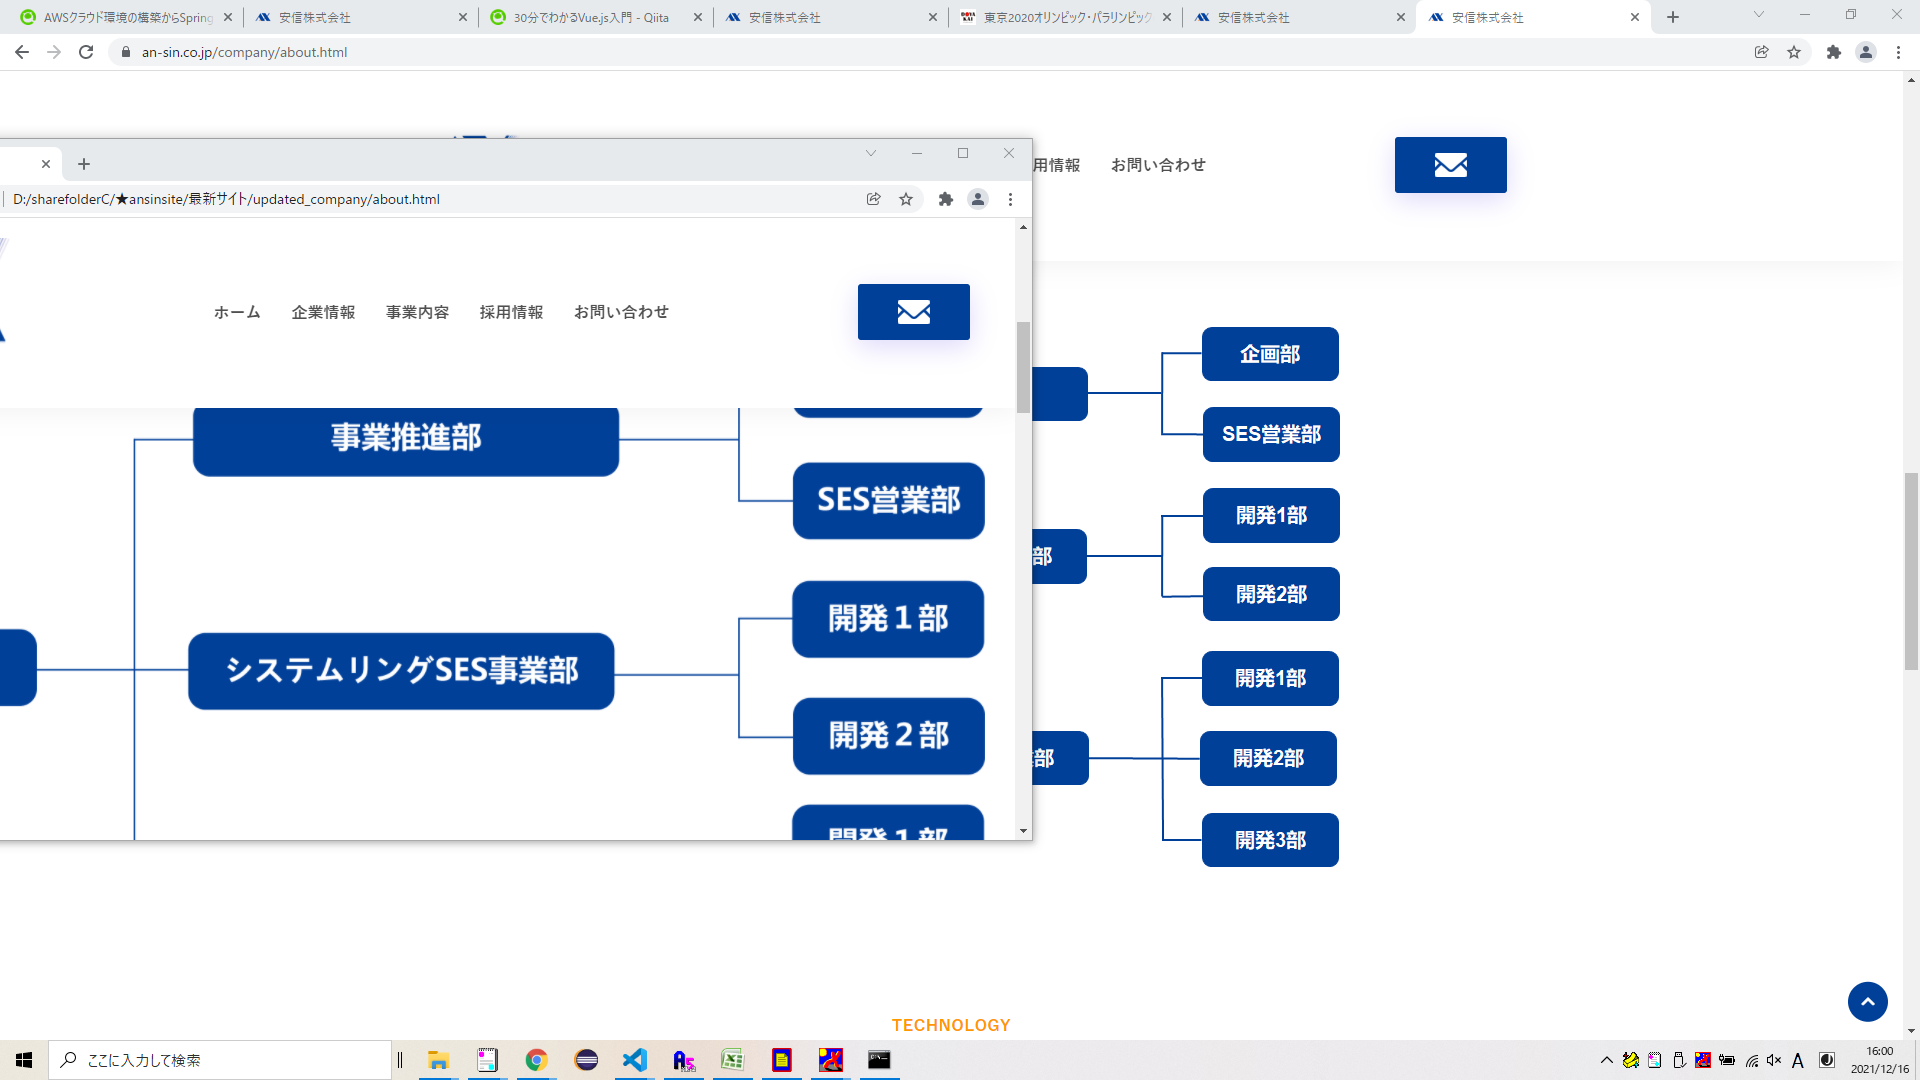 AWSクラウド環境の構築からSpring
安信株式会社
30分でわかるVue.js入門 - Qiita
安信株式会社
東京2020オリンピック・パラリンピック
安信株式会社
安信株式会社
an-sin.co.jp/company/about.html
用情報
お問い合わせ
D:/sharefolderC/★ansinsite/最新サイト/updated_company/about.html
ホーム
企業情報
事業内容
採用情報
お問い合わせ
事業推進部
SES営業部
開発１部
システムリングSES事業部
開発２部
開発１部
企画部
SES営業部
開発1部
部
開発2部
開発1部
部
開発2部
開発3部
TECHNOLOGY
ここに入力して検索
A
16:00
2021/12/16